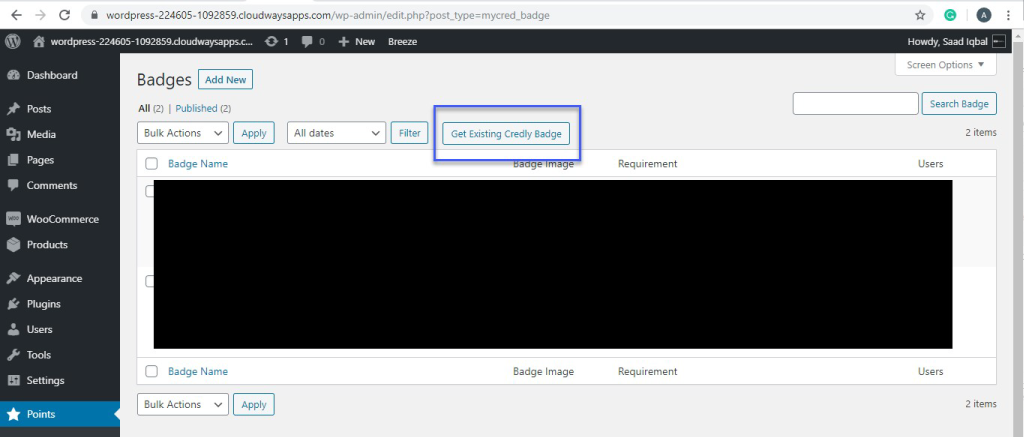 wordpress-224605-1092859.cloudwaysapps.com/wp-admin/edit.php?post_type=mycred_badge
A
wordpress-224605-1092859.cloudwaysapps.c... 1 0 New Breeze Howdy, Saad Iqbal
Screen Options
Dashboard
Posts
Media
Pages
Comments
WooCommerce
Products
Appearance
Plugins
Users
Tools
Settings
Points
Badges Add New
All (2) | Published (2)
Search Badge
Bulk Actions Apply All dates Filter Get Existing Credly Badge 2 items
Badge Name Badge Image Requirement Users
Badge Name Badge Image Requirement Users
Bulk Actions Apply 2 items